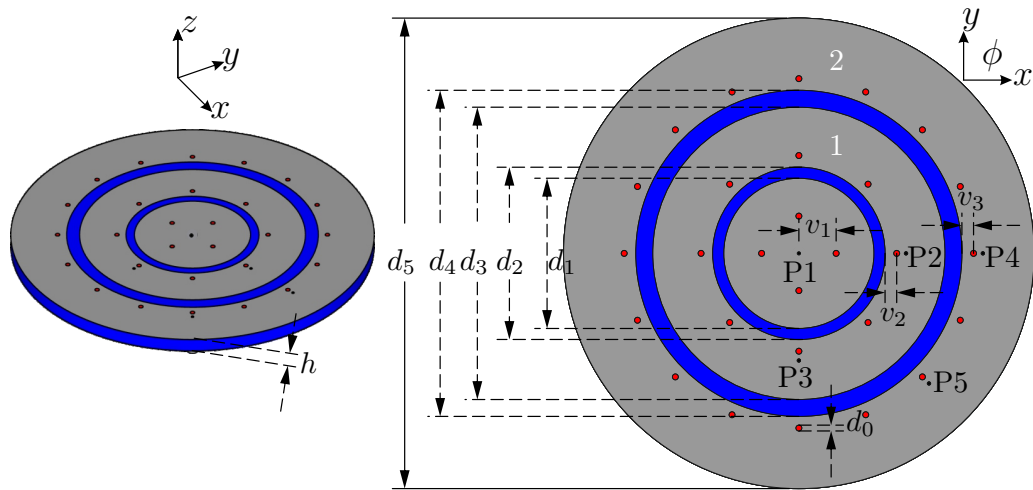 z
y
x
h
y
ϕ
x
2
1
v₃
v₁
d₅
d₄
d₃
d₂
d₁
P1
P2
P4
v₂
P3
P5
d₀